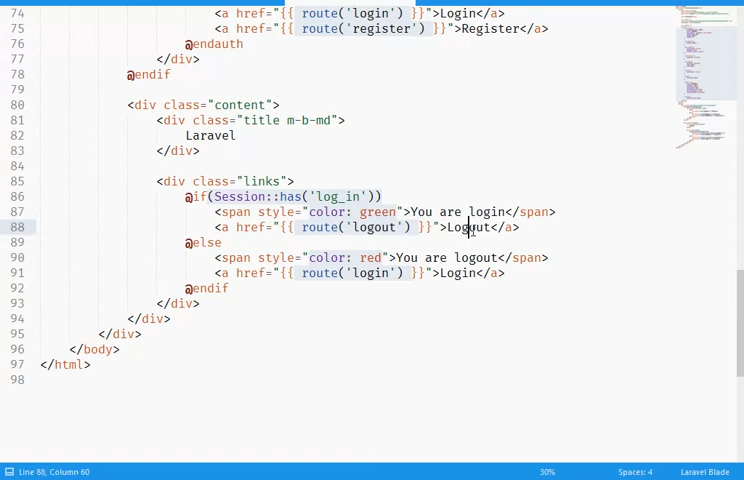 74 <a href="{{ route('login') }}">Login</a>
75 <a href="{{ route('register') }}">Register</a>
76 @endauth
77 </div>
78 @endif
79
80 <div class="content">
81 <div class="title m-b-md">
82 Laravel
83 </div>
84
85 <div class="links">
86 @if(Session::has('log_in'))
87 <span style="color: green">You are login</span>
88 <a href="{{ route('logout') }}">Logout</a>
89 @else
90 <span style="color: red">You are logout</span>
91 <a href="{{ route('login') }}">Login</a>
92 @endif
93 </div>
94 </div>
95 </div>
96 </body>
97 </html>
98
Line 88, Column 60 30% Spaces: 4 Laravel Blade